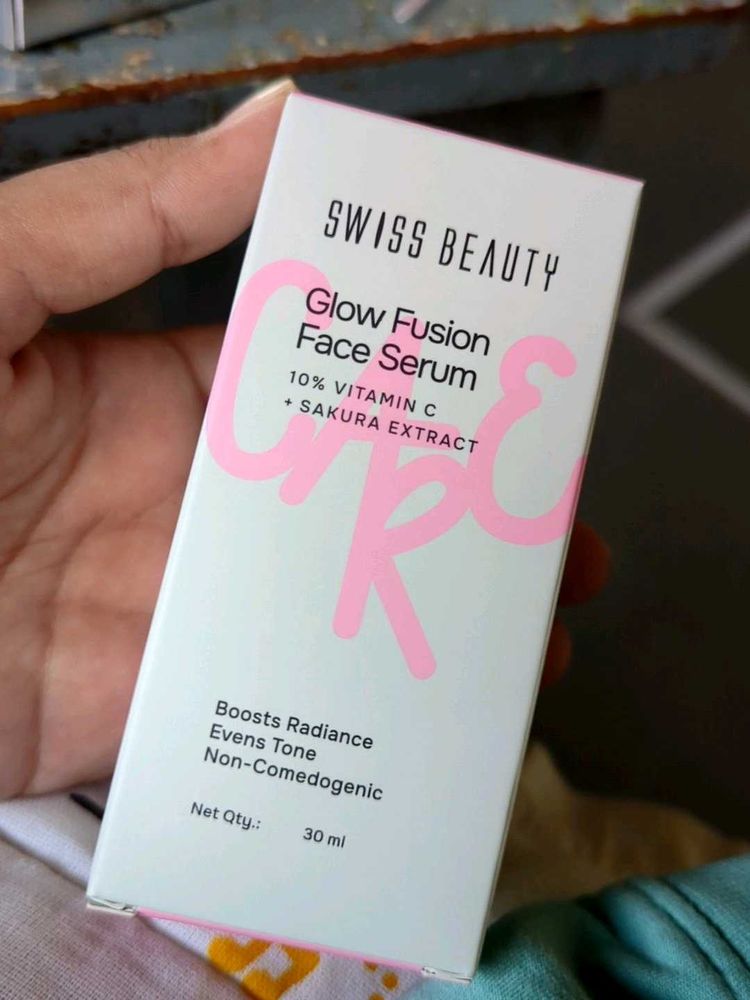 SWISS BEAUTY
CARE
Glow Fusion
Face Serum
10% VITAMIN C
+ SAKURA EXTRACT
Boosts Radiance
Evens Tone
Non-Comedogenic
Net Qty.: 30 ml